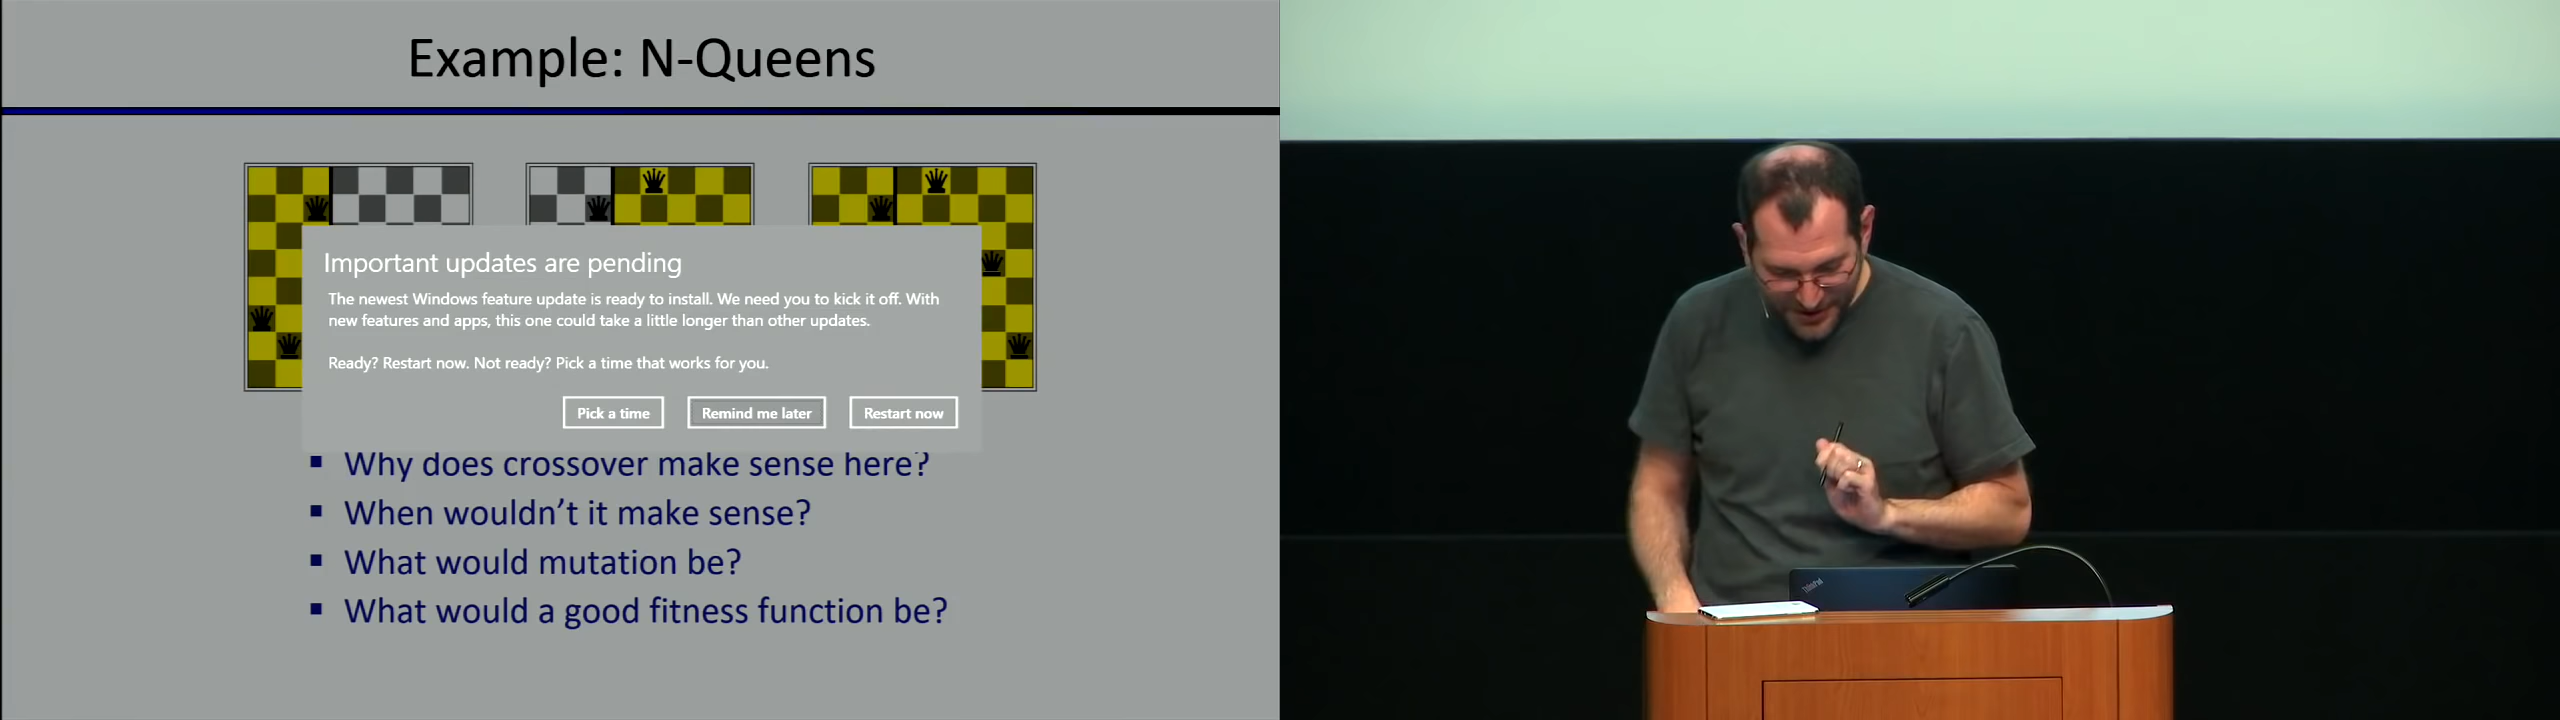 Example: N-Queens
Important updates are pending
The newest Windows feature update is ready to install. We need you to kick it off. With
new features and apps, this one could take a little longer than other updates.
Ready? Restart now. Not ready? Pick a time that works for you.
Pick a time
Remind me later
Restart now
▪ Why does crossover make sense here?
▪ When wouldn't it make sense?
▪ What would mutation be?
▪ What would a good fitness function be?
ThinkPad